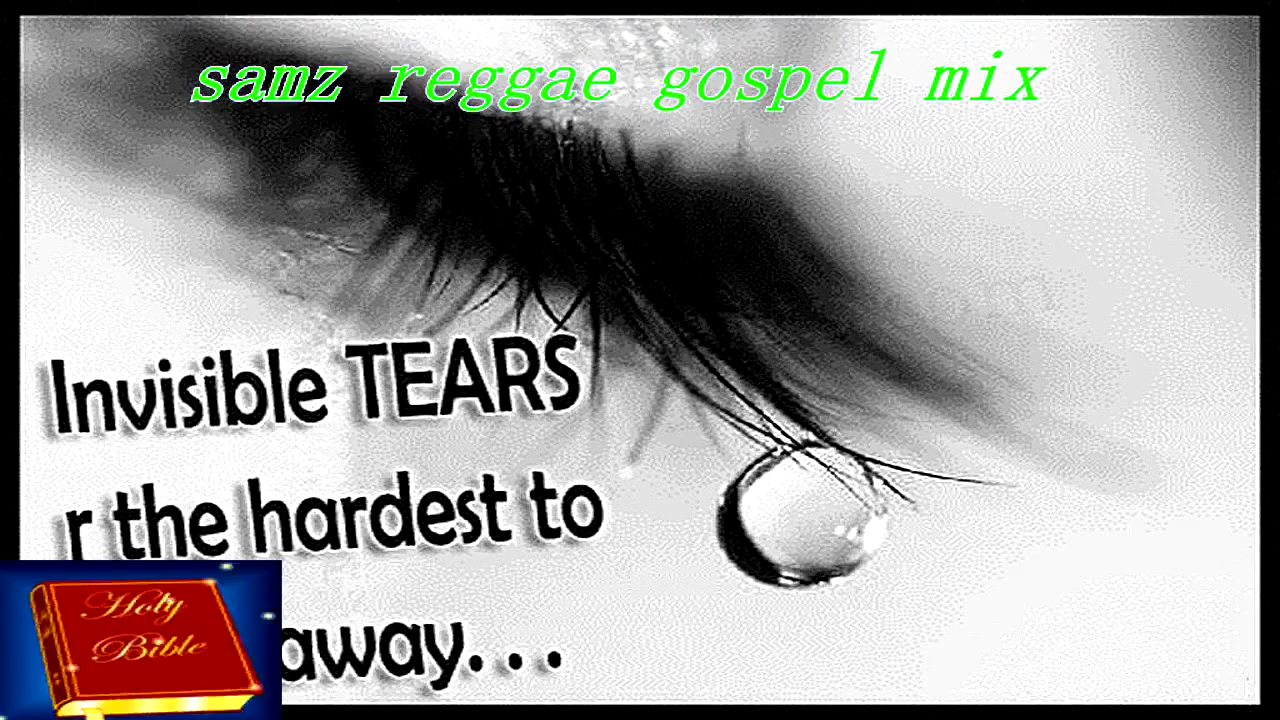 samz reggae gospel mix
Invisible TEARS
r the hardest to
away...
Holy
Bible